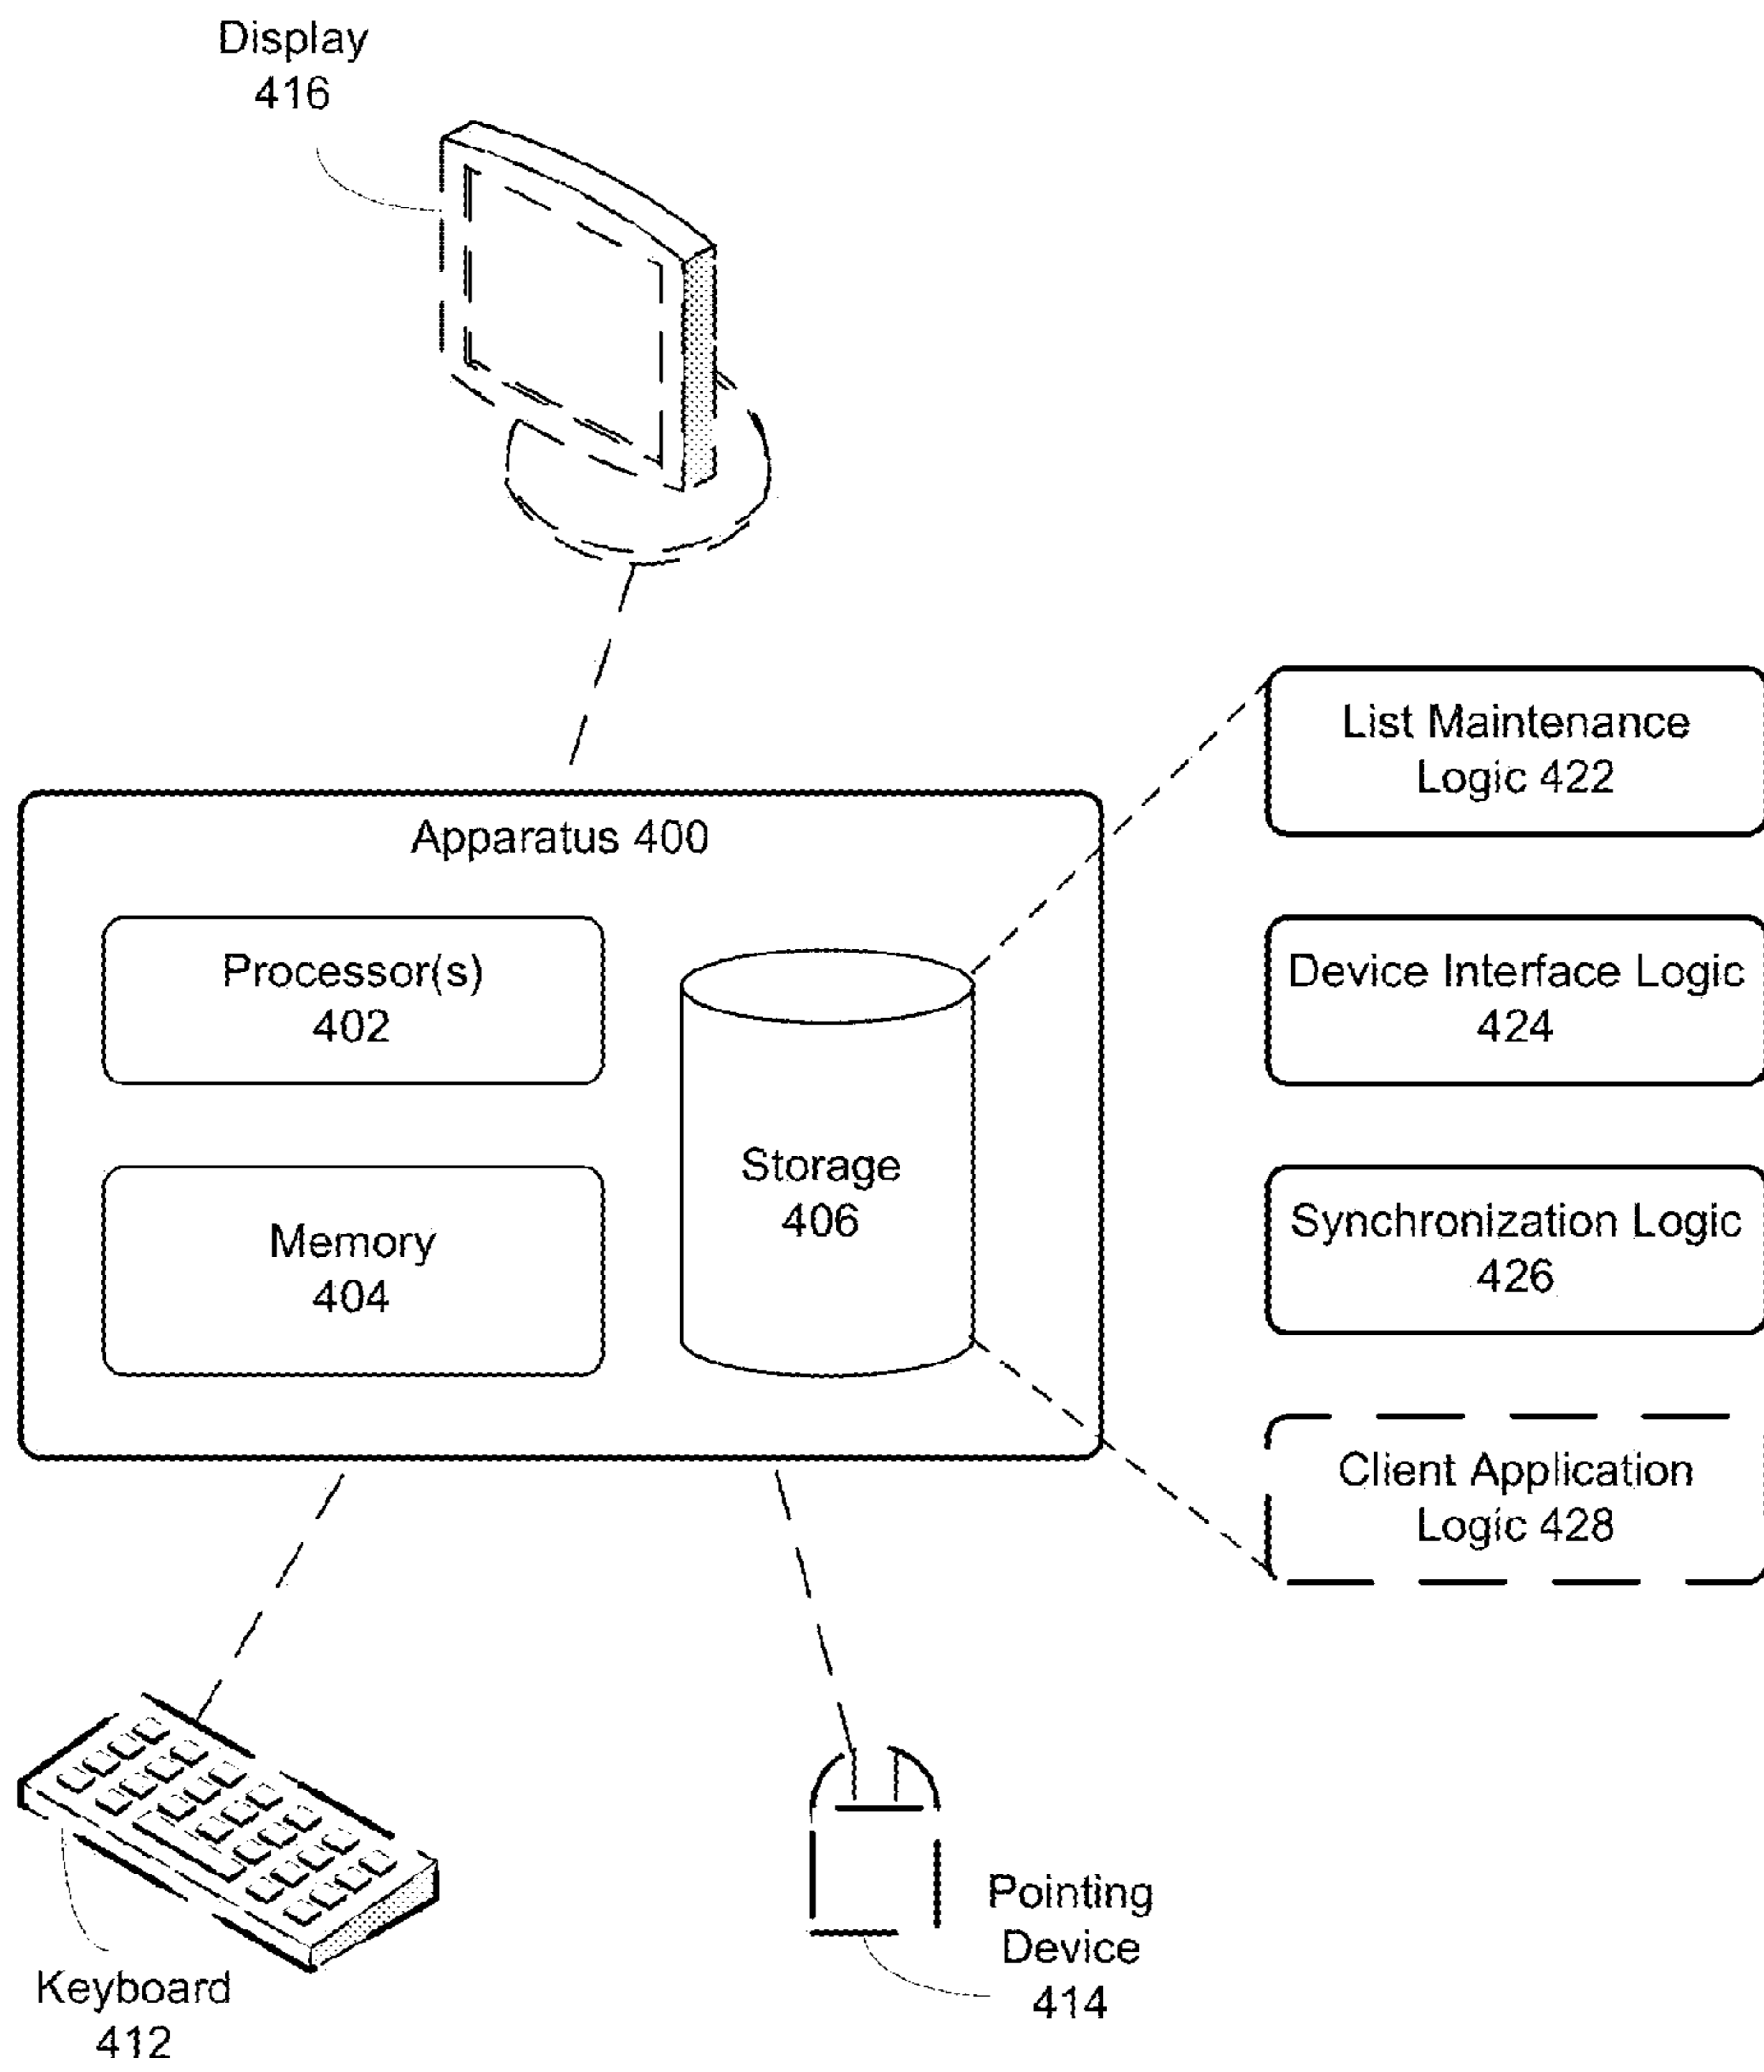 Display
416
Apparatus 400
Processor(s)
402
Memory
404
Storage
406
List Maintenance
Logic 422
Device Interface Logic
424
Synchronization Logic
426
Client Application
Logic 428
Keyboard
412
Pointing
Device
414